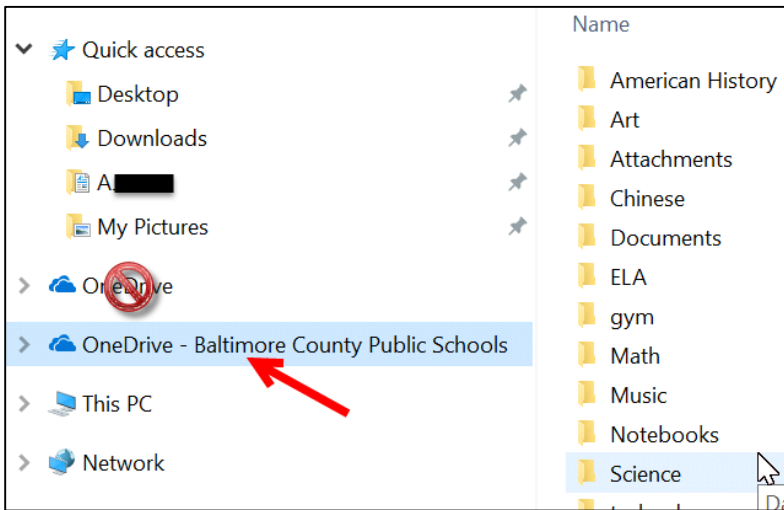 Quick access
Desktop
Downloads
A.
My Pictures
OneDrive
OneDrive - Baltimore County Public Schools
This PC
Network
Name
American History
Art
Attachments
Chinese
Documents
ELA
gym
Math
Music
Notebooks
Science
Da